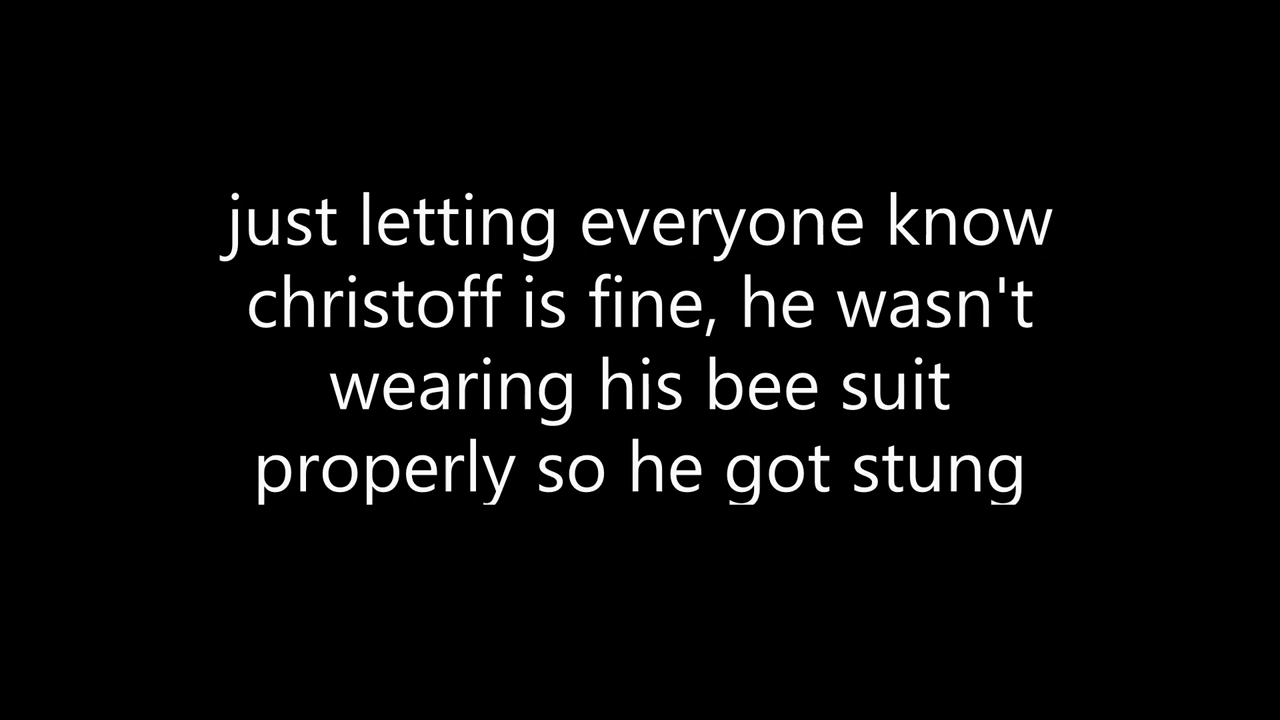 just letting everyone know
christoff is fine, he wasn't
wearing his bee suit
properly so he got stung